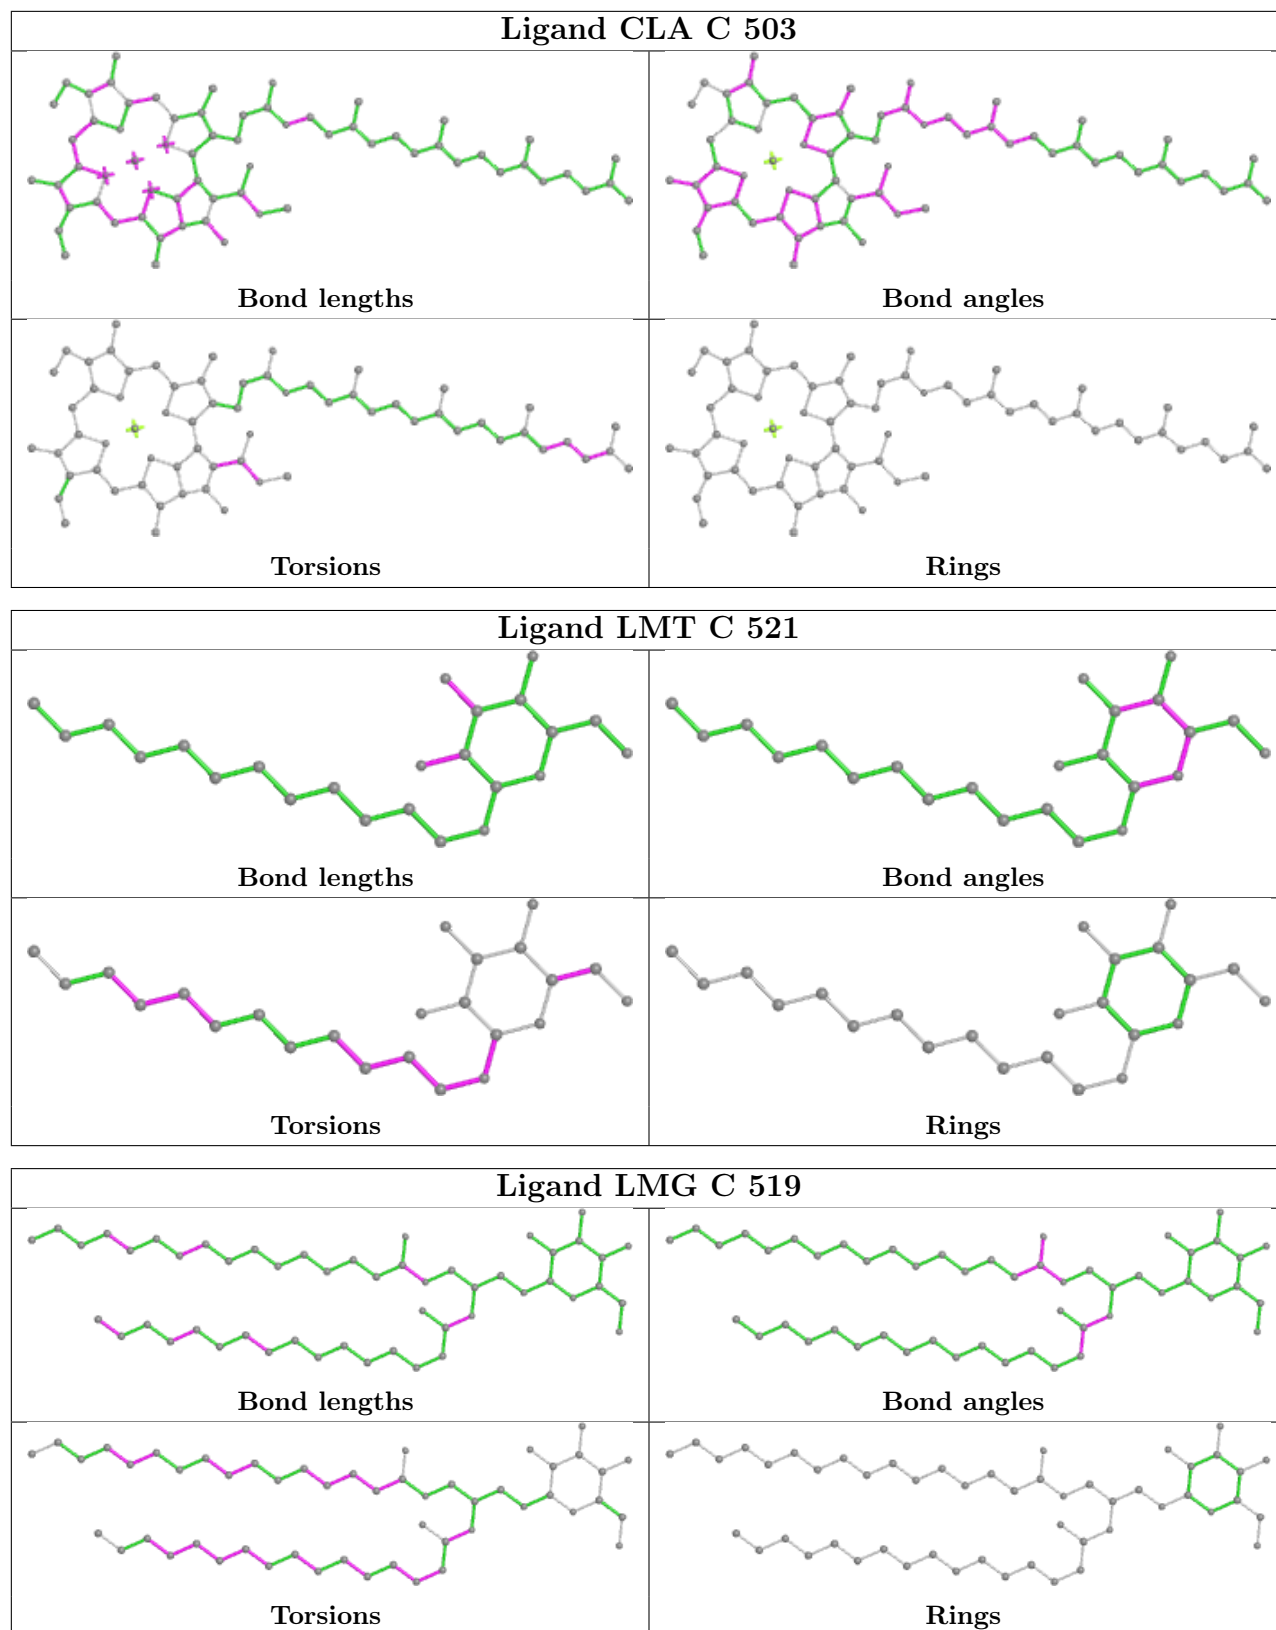 Ligand CLA C 503
Bond lengths
Bond angles
Torsions
Rings
Ligand LMT C 521
Bond lengths
Bond angles
Torsions
Rings
Ligand LMG C 519
Bond lengths
Bond angles
Torsions
Rings